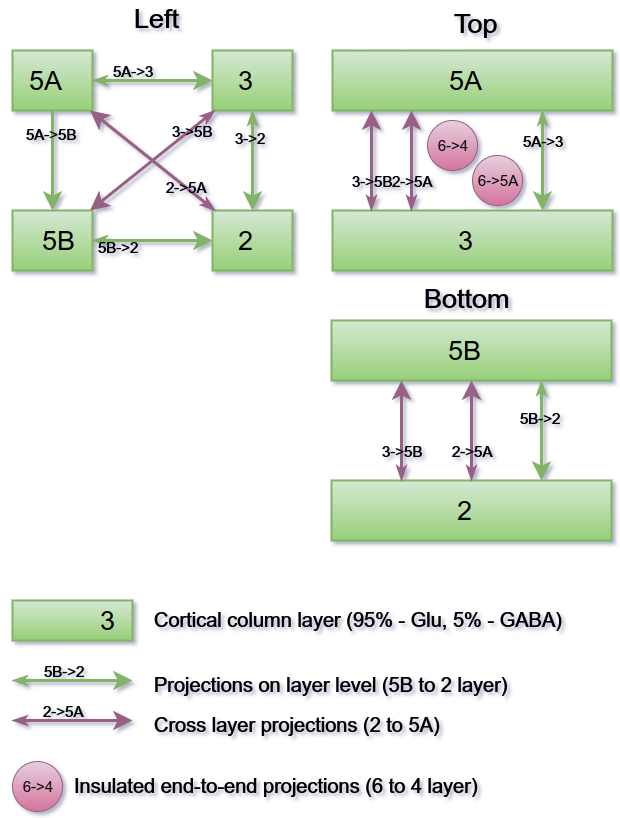 Left
5A
5A->3
3
5A->5B
3->5B
3->2
2->5A
5B
5B->2
2
Top
5A
6->4
5A->3
3->5B
2->5A
6->5A
3
Bottom
5B
5B->2
3->5B
2->5A
2
3
Cortical column layer (95% - Glu, 5% - GABA)
5B->2
Projections on layer level (5B to 2 layer)
2->5A
Cross layer projections (2 to 5A)
6->4
Insulated end-to-end projections (6 to 4 layer)